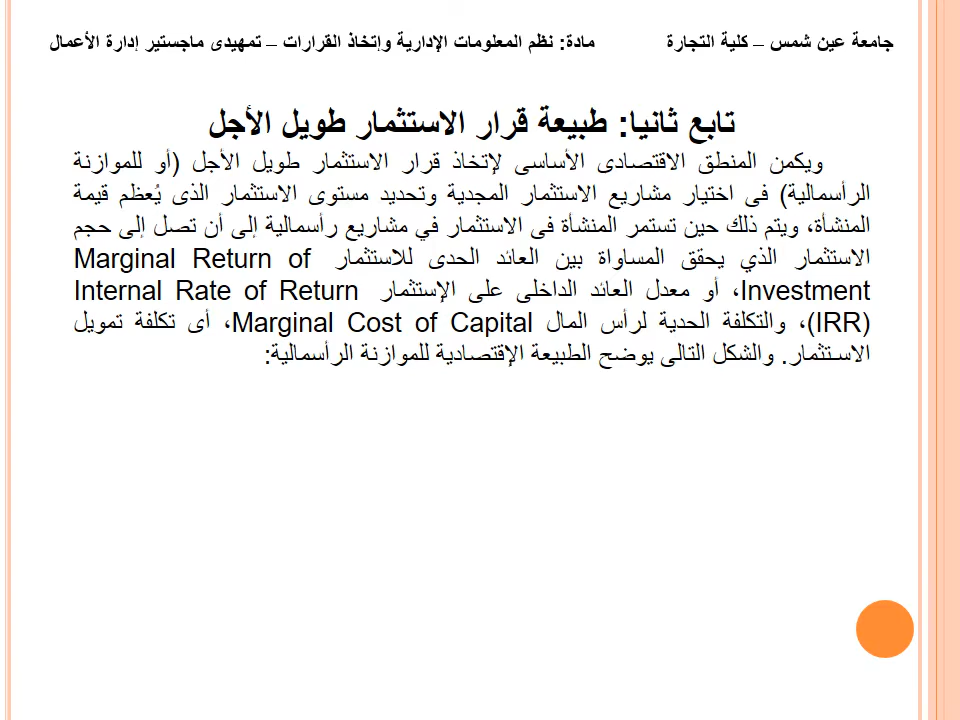 جامعة عين شمس – كلية التجارة مادة: نظم المعلومات الإدارية وإتخاذ القرارات – تمهيدى ماجستير إدارة الأعمال
تابع ثانيا: طبيعة قرار الاستثمار طويل الأجل
ويكمن المنطق الاقتصادى الأساسى لإتخاذ قرار الاستثمار طويل الأجل (أو للموازنة
الرأسمالية) فى اختيار مشاريع الاستثمار المجدية وتحديد مستوى الاستثمار الذى يُعظم قيمة
المنشأة، ويتم ذلك حين تستمر المنشأة فى الاستثمار في مشاريع رأسمالية إلى أن تصل إلى حجم
الاستثمار الذي يحقق المساواة بين العائد الحدى للاستثمار Marginal Return of
Investment، أو معدل العائد الداخلى على الإستثمار Internal Rate of Return
(IRR)، والتكلفة الحدية لرأس المال Marginal Cost of Capital، أى تكلفة تمويل
الاستثمار. والشكل التالى يوضح الطبيعة الإقتصادية للموازنة الرأسمالية: